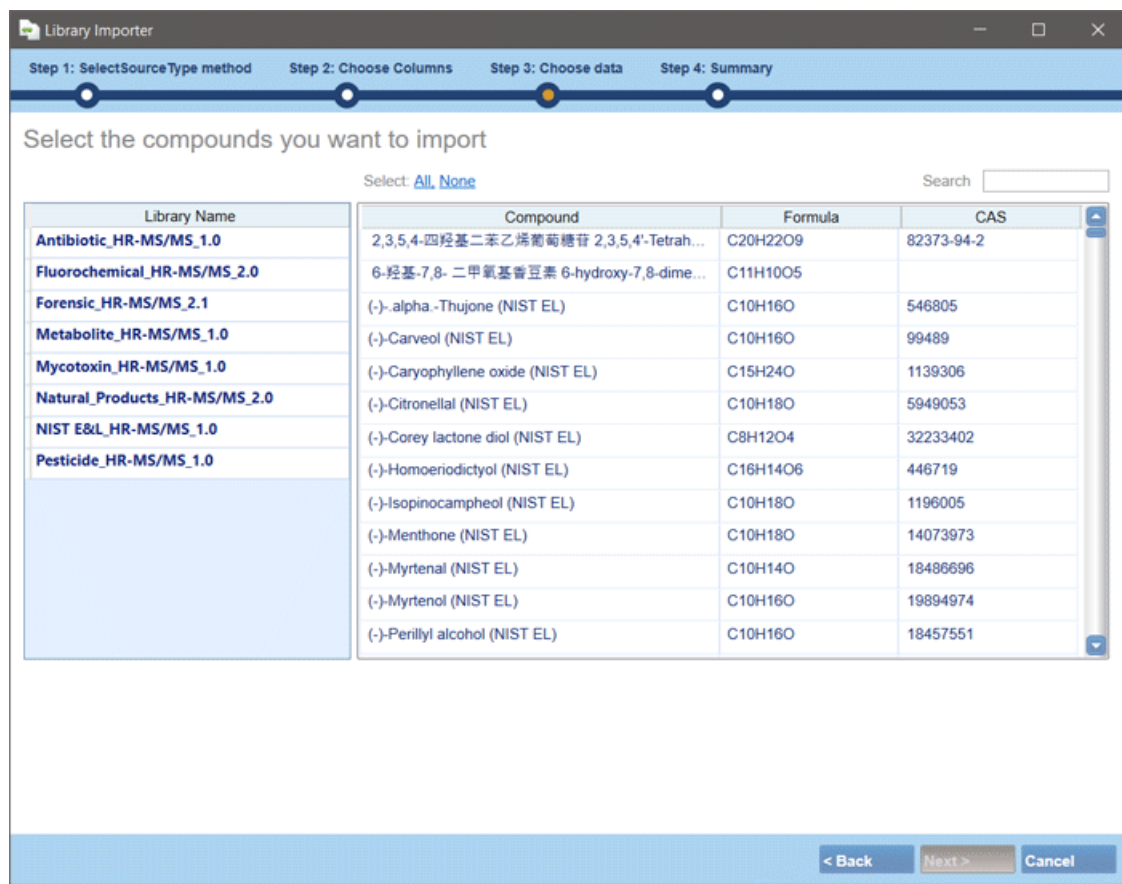 Library Importer
Step 1: SelectSourceType method Step 2: Choose Columns Step 3: Choose data Step 4: Summary
Select the compounds you want to import
Select: All, None Search
Library Name
Antibiotic_HR-MS/MS_1.0
Fluorochemical_HR-MS/MS_2.0
Forensic_HR-MS/MS_2.1
Metabolite_HR-MS/MS_1.0
Mycotoxin_HR-MS/MS_1.0
Natural_Products_HR-MS/MS_2.0
NIST E&L_HR-MS/MS_1.0
Pesticide_HR-MS/MS_1.0
Compound Formula CAS
2,3,5,4-四羟基二苯乙烯葡萄糖苷 2,3,5,4'-Tetrah... C20H22O9 82373-94-2
6-羟基-7,8- 二甲氧基香豆素 6-hydroxy-7,8-dime... C11H10O5
(-)-.alpha.-Thujone (NIST EL) C10H16O 546805
(-)-Carveol (NIST EL) C10H16O 99489
(-)-Caryophyllene oxide (NIST EL) C15H24O 1139306
(-)-Citronellal (NIST EL) C10H18O 5949053
(-)-Corey lactone diol (NIST EL) C8H12O4 32233402
(-)-Homoeriodictyol (NIST EL) C16H14O6 446719
(-)-Isopinocampheol (NIST EL) C10H18O 1196005
(-)-Menthone (NIST EL) C10H18O 14073973
(-)-Myrtenal (NIST EL) C10H14O 18486696
(-)-Myrtenol (NIST EL) C10H16O 19894974
(-)-Perillyl alcohol (NIST EL) C10H16O 18457551
< Back Next > Cancel